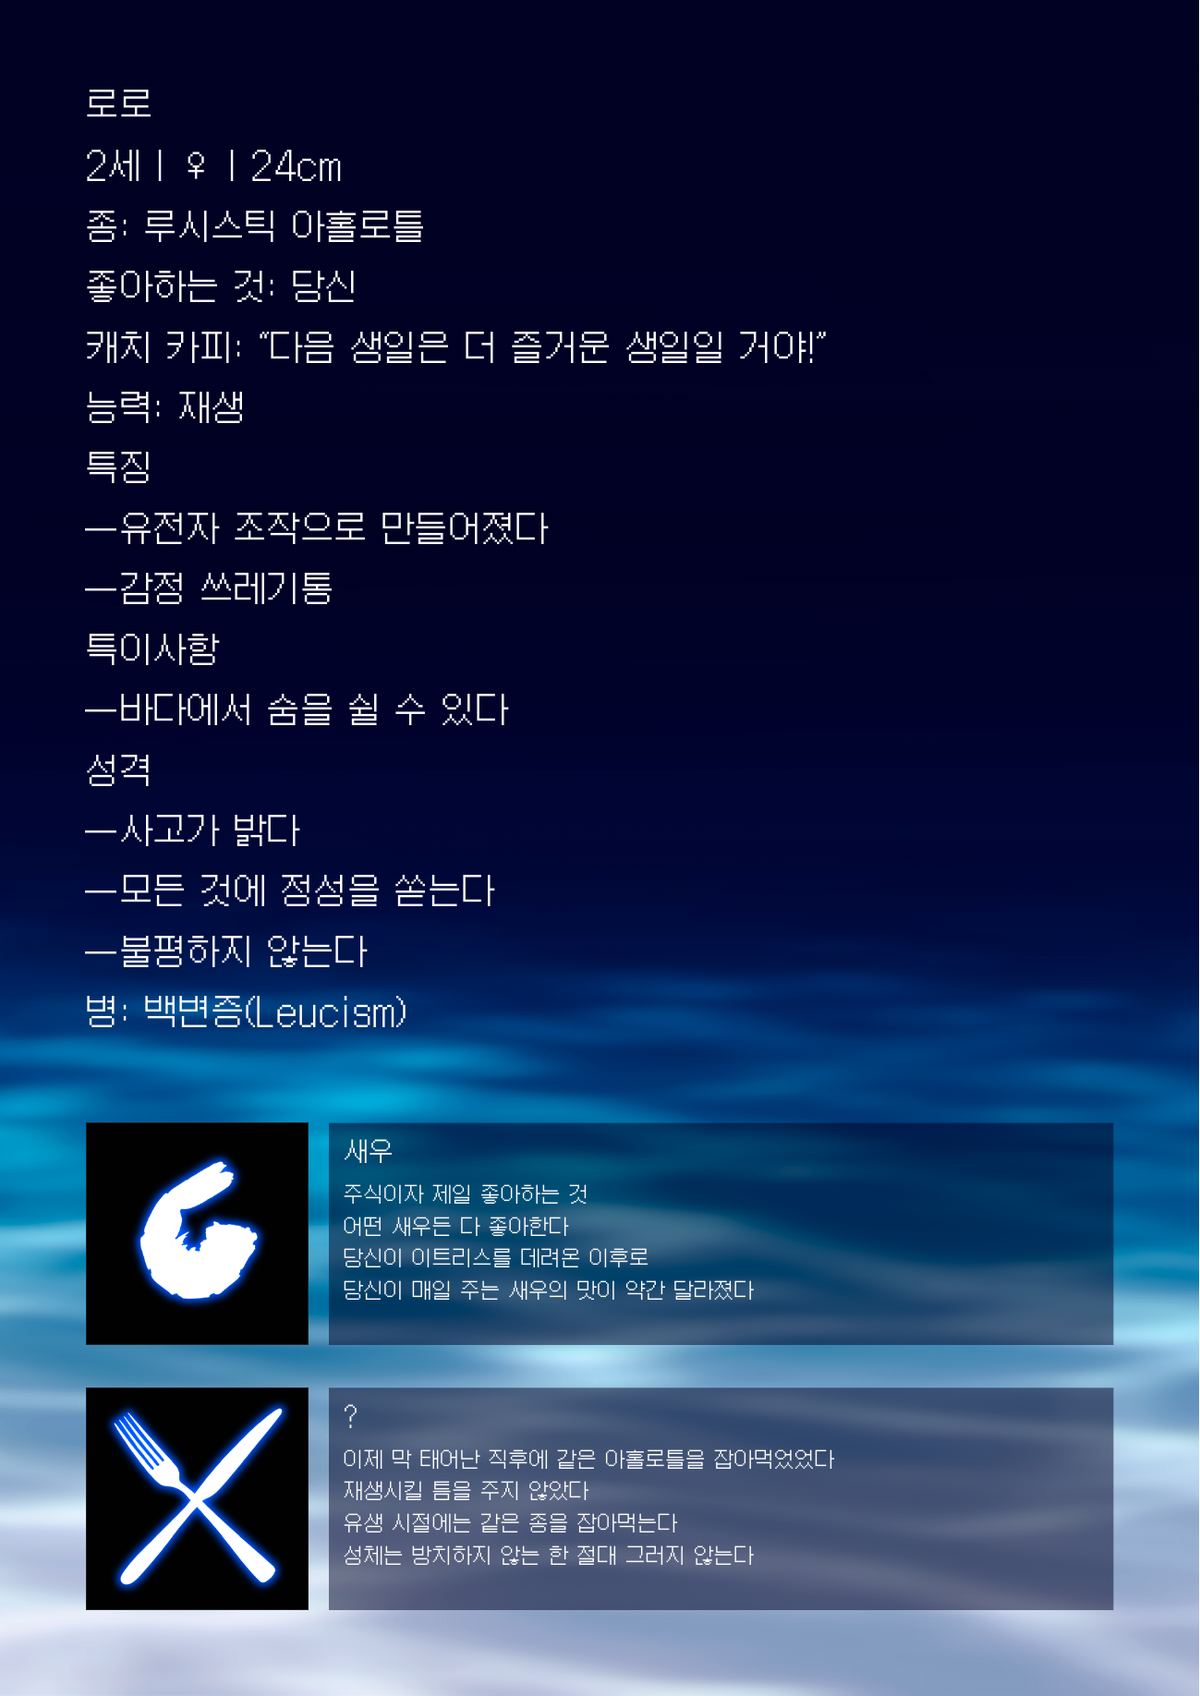 로로
2세 | ♀ | 24cm
종: 루시스틱 아홀로틀
좋아하는 것: 당신
캐치 카피: “다음 생일은 더 즐거운 생일일 거야!”
능력: 재생
특징
—유전자 조작으로 만들어졌다
—감정 쓰레기통
특이사항
—바다에서 숨을 쉴 수 있다
성격
—사고가 밝다
—모든 것에 정성을 쏟는다
—불평하지 않는다
병: 백변증(Leucism)
새우
주식이자 제일 좋아하는 것
어떤 새우든 다 좋아한다
당신이 이트리스를 데려온 이후로
당신이 매일 주는 새우의 맛이 약간 달라졌다
?
이제 막 태어난 직후에 같은 아홀로틀을 잡아먹었었다
재생시킬 틈을 주지 않았다
유생 시절에는 같은 종을 잡아먹는다
성체는 방치하지 않는 한 절대 그러지 않는다